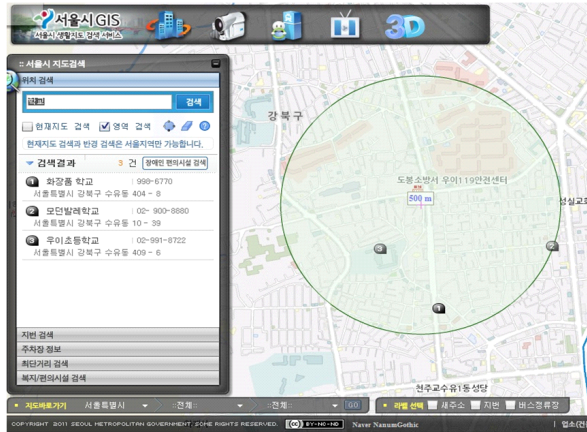 서울시 GIS
서울시 생활지도 검색 서비스
3D
:: 서울시 지도검색
위치 검색
검색
현재지도 검색 영역 검색
현재지도 검색과 반경 검색은 서울지역만 가능합니다.
검색결과 3 건 장애인 편의시설 검색
1 화장품 학교 998-6770
서울특별시 강북구 수유동 404 - 8
2 모던발레학교 02- 900-8880
서울특별시 강북구 수유동 10 - 39
3 우이초등학교 02-991-8722
서울특별시 강북구 수유동 409 - 6
지번 검색
주차장 정보
최단거리 검색
복지/편의시설 검색
강북구
도봉소방서 우이119안전센터
500 m
성실교회
3
2
1
천주교수유1동성당
지도바로가기 서울특별시 ::전체:: ::전체:: GO
라벨 선택 새주소 지번 버스정류장
COPYRIGHT 2011 SEOUL METROPOLITAN GOVERNMENT. SOME RIGHTS RESERVED. (cc) BY-NC-ND Naver NanumGothic